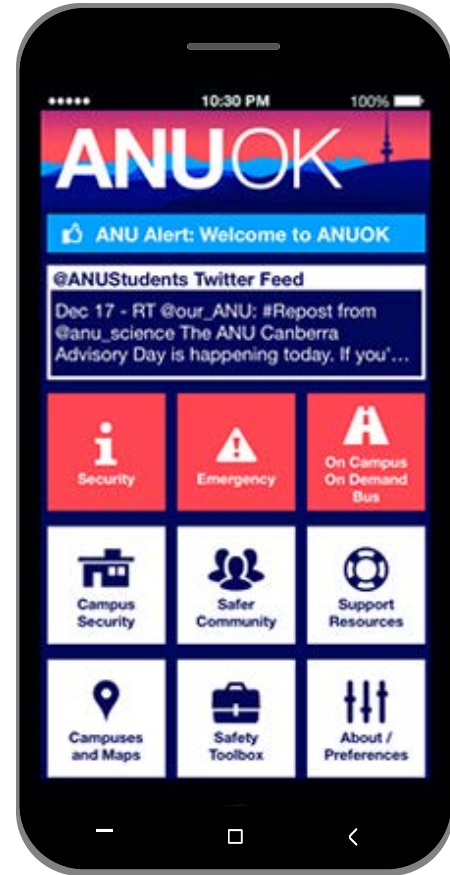 10:30 PM 100%
ANUOK
ANU Alert: Welcome to ANUOK
@ANUStudents Twitter Feed
Dec 17 - RT @our_ANU: #Repost from
@anu_science The ANU Canberra
Advisory Day is happening today. If you'...
Security
Emergency
On Campus
On Demand
Bus
Campus
Security
Safer
Community
Support
Resources
Campuses
and Maps
Safety
Toolbox
About /
Preferences